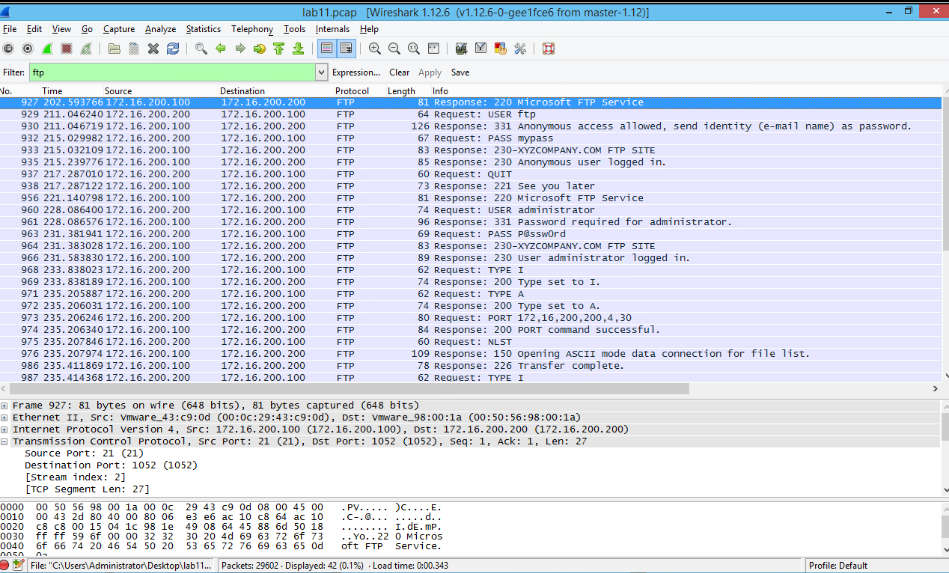 lab11.pcap [Wireshark 1.12.6 (v1.12.6-0-gee1fce6 from master-1.12)]
File Edit View Go Capture Analyze Statistics Telephony Tools Internals Help
Filter: ftp Expression... Clear Apply Save
No. Time Source Destination Protocol Length Info
927 202.593766 172.16.200.100 172.16.200.200 FTP 81 Response: 220 Microsoft FTP Service
929 211.046240 172.16.200.200 172.16.200.100 FTP 64 Request: USER ftp
930 211.046719 172.16.200.100 172.16.200.200 FTP 126 Response: 331 Anonymous access allowed, send identity (e-mail name) as password.
932 215.029982 172.16.200.200 172.16.200.100 FTP 67 Request: PASS mypass
933 215.032109 172.16.200.100 172.16.200.200 FTP 83 Response: 230-XYZCOMPANY.COM FTP SITE
935 215.239776 172.16.200.100 172.16.200.200 FTP 85 Response: 230 Anonymous user logged in.
937 217.287010 172.16.200.200 172.16.200.100 FTP 60 Request: QUIT
938 217.287122 172.16.200.100 172.16.200.200 FTP 73 Response: 221 See you later
956 221.140798 172.16.200.100 172.16.200.200 FTP 81 Response: 220 Microsoft FTP Service
960 228.086400 172.16.200.200 172.16.200.100 FTP 74 Request: USER administrator
961 228.086576 172.16.200.100 172.16.200.200 FTP 96 Response: 331 Password required for administrator.
963 231.381941 172.16.200.200 172.16.200.100 FTP 69 Request: PASS P@ssw0rd
964 231.383028 172.16.200.100 172.16.200.200 FTP 83 Response: 230-XYZCOMPANY.COM FTP SITE
966 231.583830 172.16.200.100 172.16.200.200 FTP 89 Response: 230 User administrator logged in.
968 233.838023 172.16.200.200 172.16.200.100 FTP 62 Request: TYPE I
969 233.838189 172.16.200.100 172.16.200.200 FTP 74 Response: 200 Type set to I.
971 235.205887 172.16.200.200 172.16.200.100 FTP 62 Request: TYPE A
972 235.206031 172.16.200.100 172.16.200.200 FTP 74 Response: 200 Type set to A.
973 235.206246 172.16.200.200 172.16.200.100 FTP 80 Request: PORT 172,16,200,200,4,30
974 235.206340 172.16.200.100 172.16.200.200 FTP 84 Response: 200 PORT command successful.
975 235.207846 172.16.200.200 172.16.200.100 FTP 60 Request: NLST
976 235.207974 172.16.200.100 172.16.200.200 FTP 109 Response: 150 Opening ASCII mode data connection for file list.
986 235.411869 172.16.200.100 172.16.200.200 FTP 78 Response: 226 Transfer complete.
987 235.414368 172.16.200.200 172.16.200.100 FTP 62 Request: TYPE I
Frame 927: 81 bytes on wire (648 bits), 81 bytes captured (648 bits)
Ethernet II, Src: Vmware_43:c9:0d (00:0c:29:43:c9:0d), Dst: Vmware_98:00:1a (00:50:56:98:00:1a)
Internet Protocol Version 4, Src: 172.16.200.100 (172.16.200.100), Dst: 172.16.200.200 (172.16.200.200)
Transmission Control Protocol, Src Port: 21 (21), Dst Port: 1052 (1052), Seq: 1, Ack: 1, Len: 27
Source Port: 21 (21)
Destination Port: 1052 (1052)
[Stream index: 2]
[TCP Segment Len: 27]
0000 00 50 56 98 00 1a 00 0c 29 43 c9 0d 08 00 45 00 .PV..... )C....E.
0010 00 43 2d 80 40 00 80 06 e3 e6 ac 10 c8 64 ac 10 .C-.@... .....d..
0020 c8 c8 00 15 04 1c 98 1e 49 08 64 45 88 6d 50 18 ........ I.dE.mP.
0030 ff ff 59 6f 00 00 32 32 30 20 4d 69 63 72 6f 73 ..Yo..22 0 Micros
0040 6f 66 74 20 46 54 50 20 53 65 72 76 69 63 65 0d oft FTP Service.
File: "C:\Users\Administrator\Desktop\lab11... Packets: 29602 · Displayed: 42 (0.1%) · Load time: 0:00.343 Profile: Default